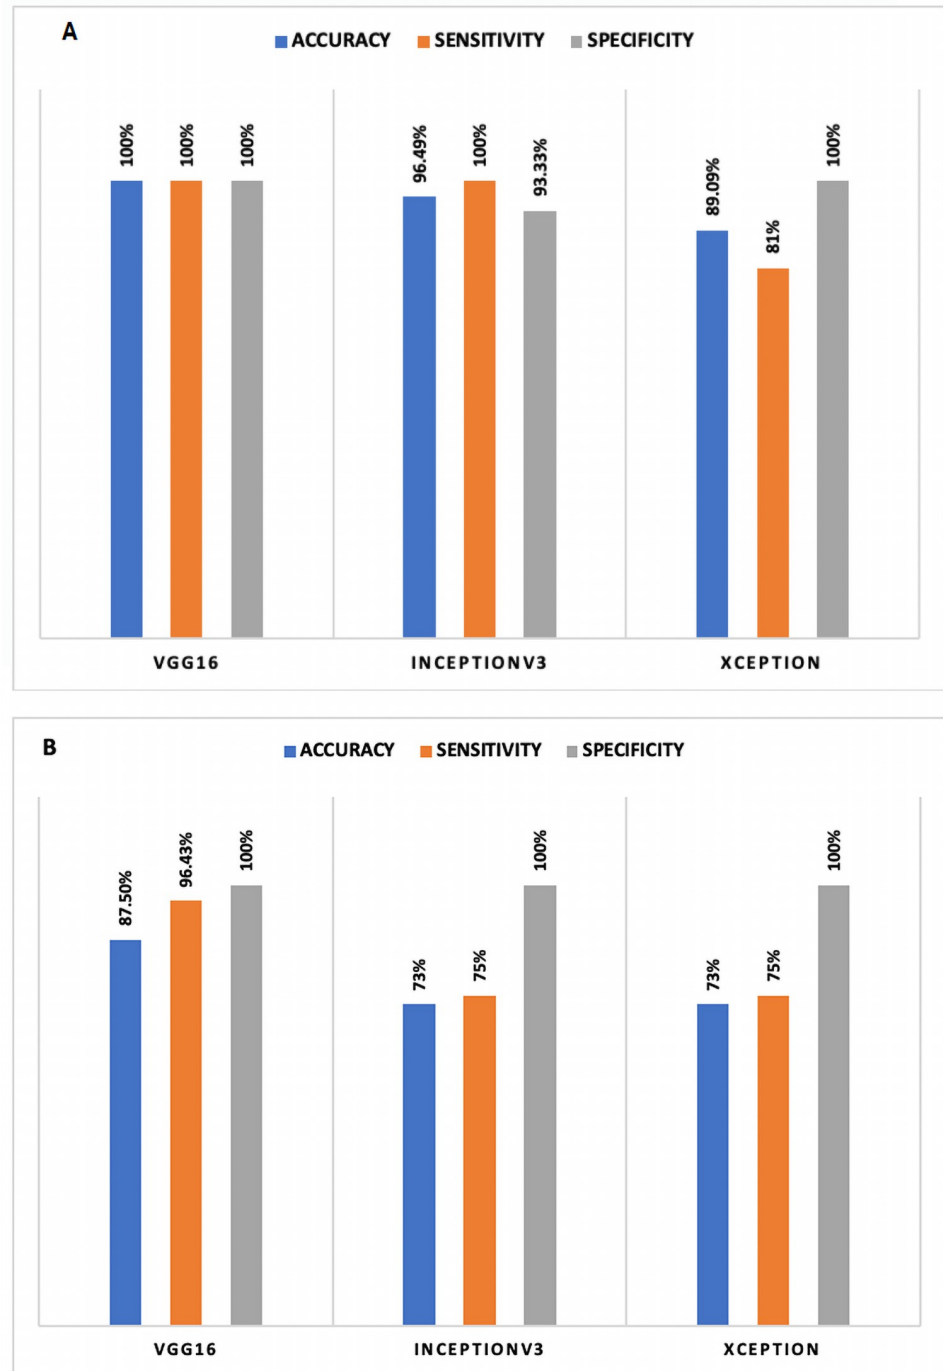 A
ACCURACY SENSITIVITY SPECIFICITY
100% 100% 100% 96.49% 100% 93.33% 89.09% 81% 100%
VGG16 INCEPTIONV3 XCEPTION
B
ACCURACY SENSITIVITY SPECIFICITY
87.50% 96.43% 100% 73% 75% 100% 73% 75% 100%
VGG16 INCEPTIONV3 XCEPTION